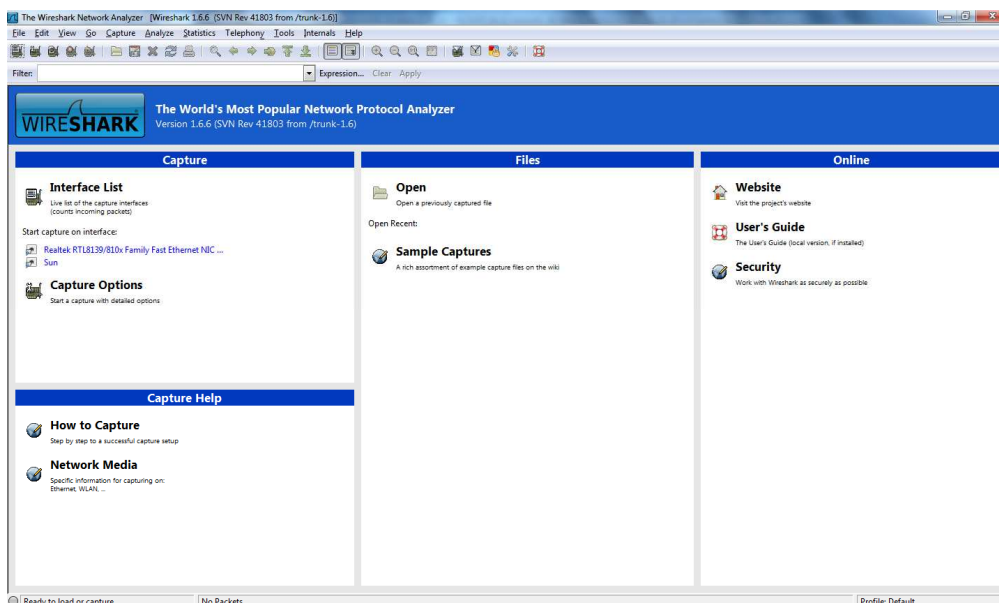 The Wireshark Network Analyzer [Wireshark 1.6.6 (SVN Rev 41803 from /trunk-1.6)]
File Edit View Go Capture Analyze Statistics Telephony Tools Internals Help
Filter: Expression... Clear Apply
WIRESHARK
The World's Most Popular Network Protocol Analyzer
Version 1.6.6 (SVN Rev 41803 from /trunk-1.6)
Capture
Interface List
Live list of the capture interfaces
(counts incoming packets)
Start capture on interface:
Realtek RTL8139/810x Family Fast Ethernet NIC ...
Sun
Capture Options
Start a capture with detailed options
Capture Help
How to Capture
Step by step to a successful capture setup
Network Media
Specific information for capturing on:
Ethernet, WLAN, ...
Files
Open
Open a previously captured file
Open Recent:
Sample Captures
A rich assortment of example capture files on the wiki
Online
Website
Visit the project's website
User's Guide
The User's Guide (local version, if installed)
Security
Work with Wireshark as securely as possible
Ready to load or capture No Packets Profile: Default